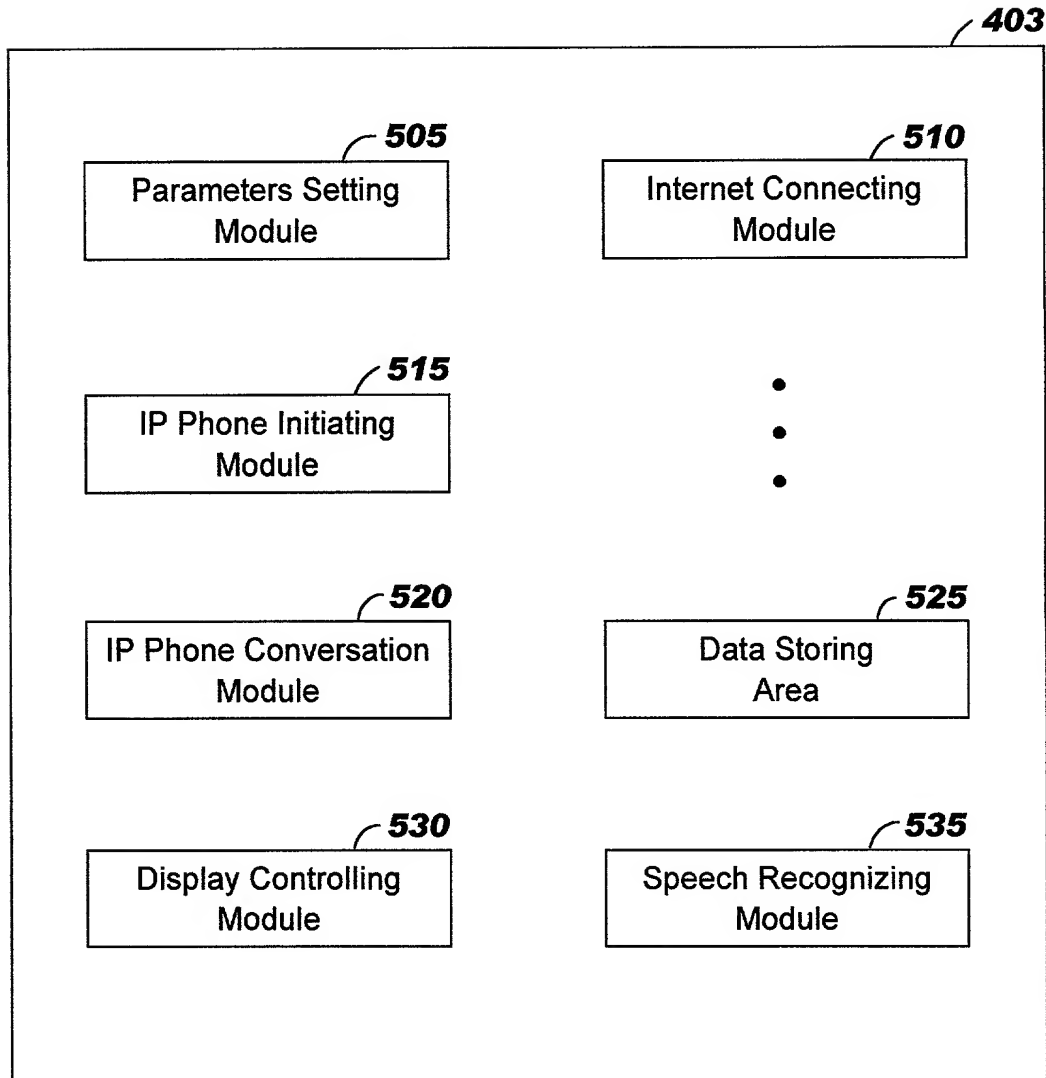 403
505
Parameters Setting
Module
510
Internet Connecting
Module
515
IP Phone Initiating
Module
520
IP Phone Conversation
Module
525
Data Storing
Area
530
Display Controlling
Module
535
Speech Recognizing
Module